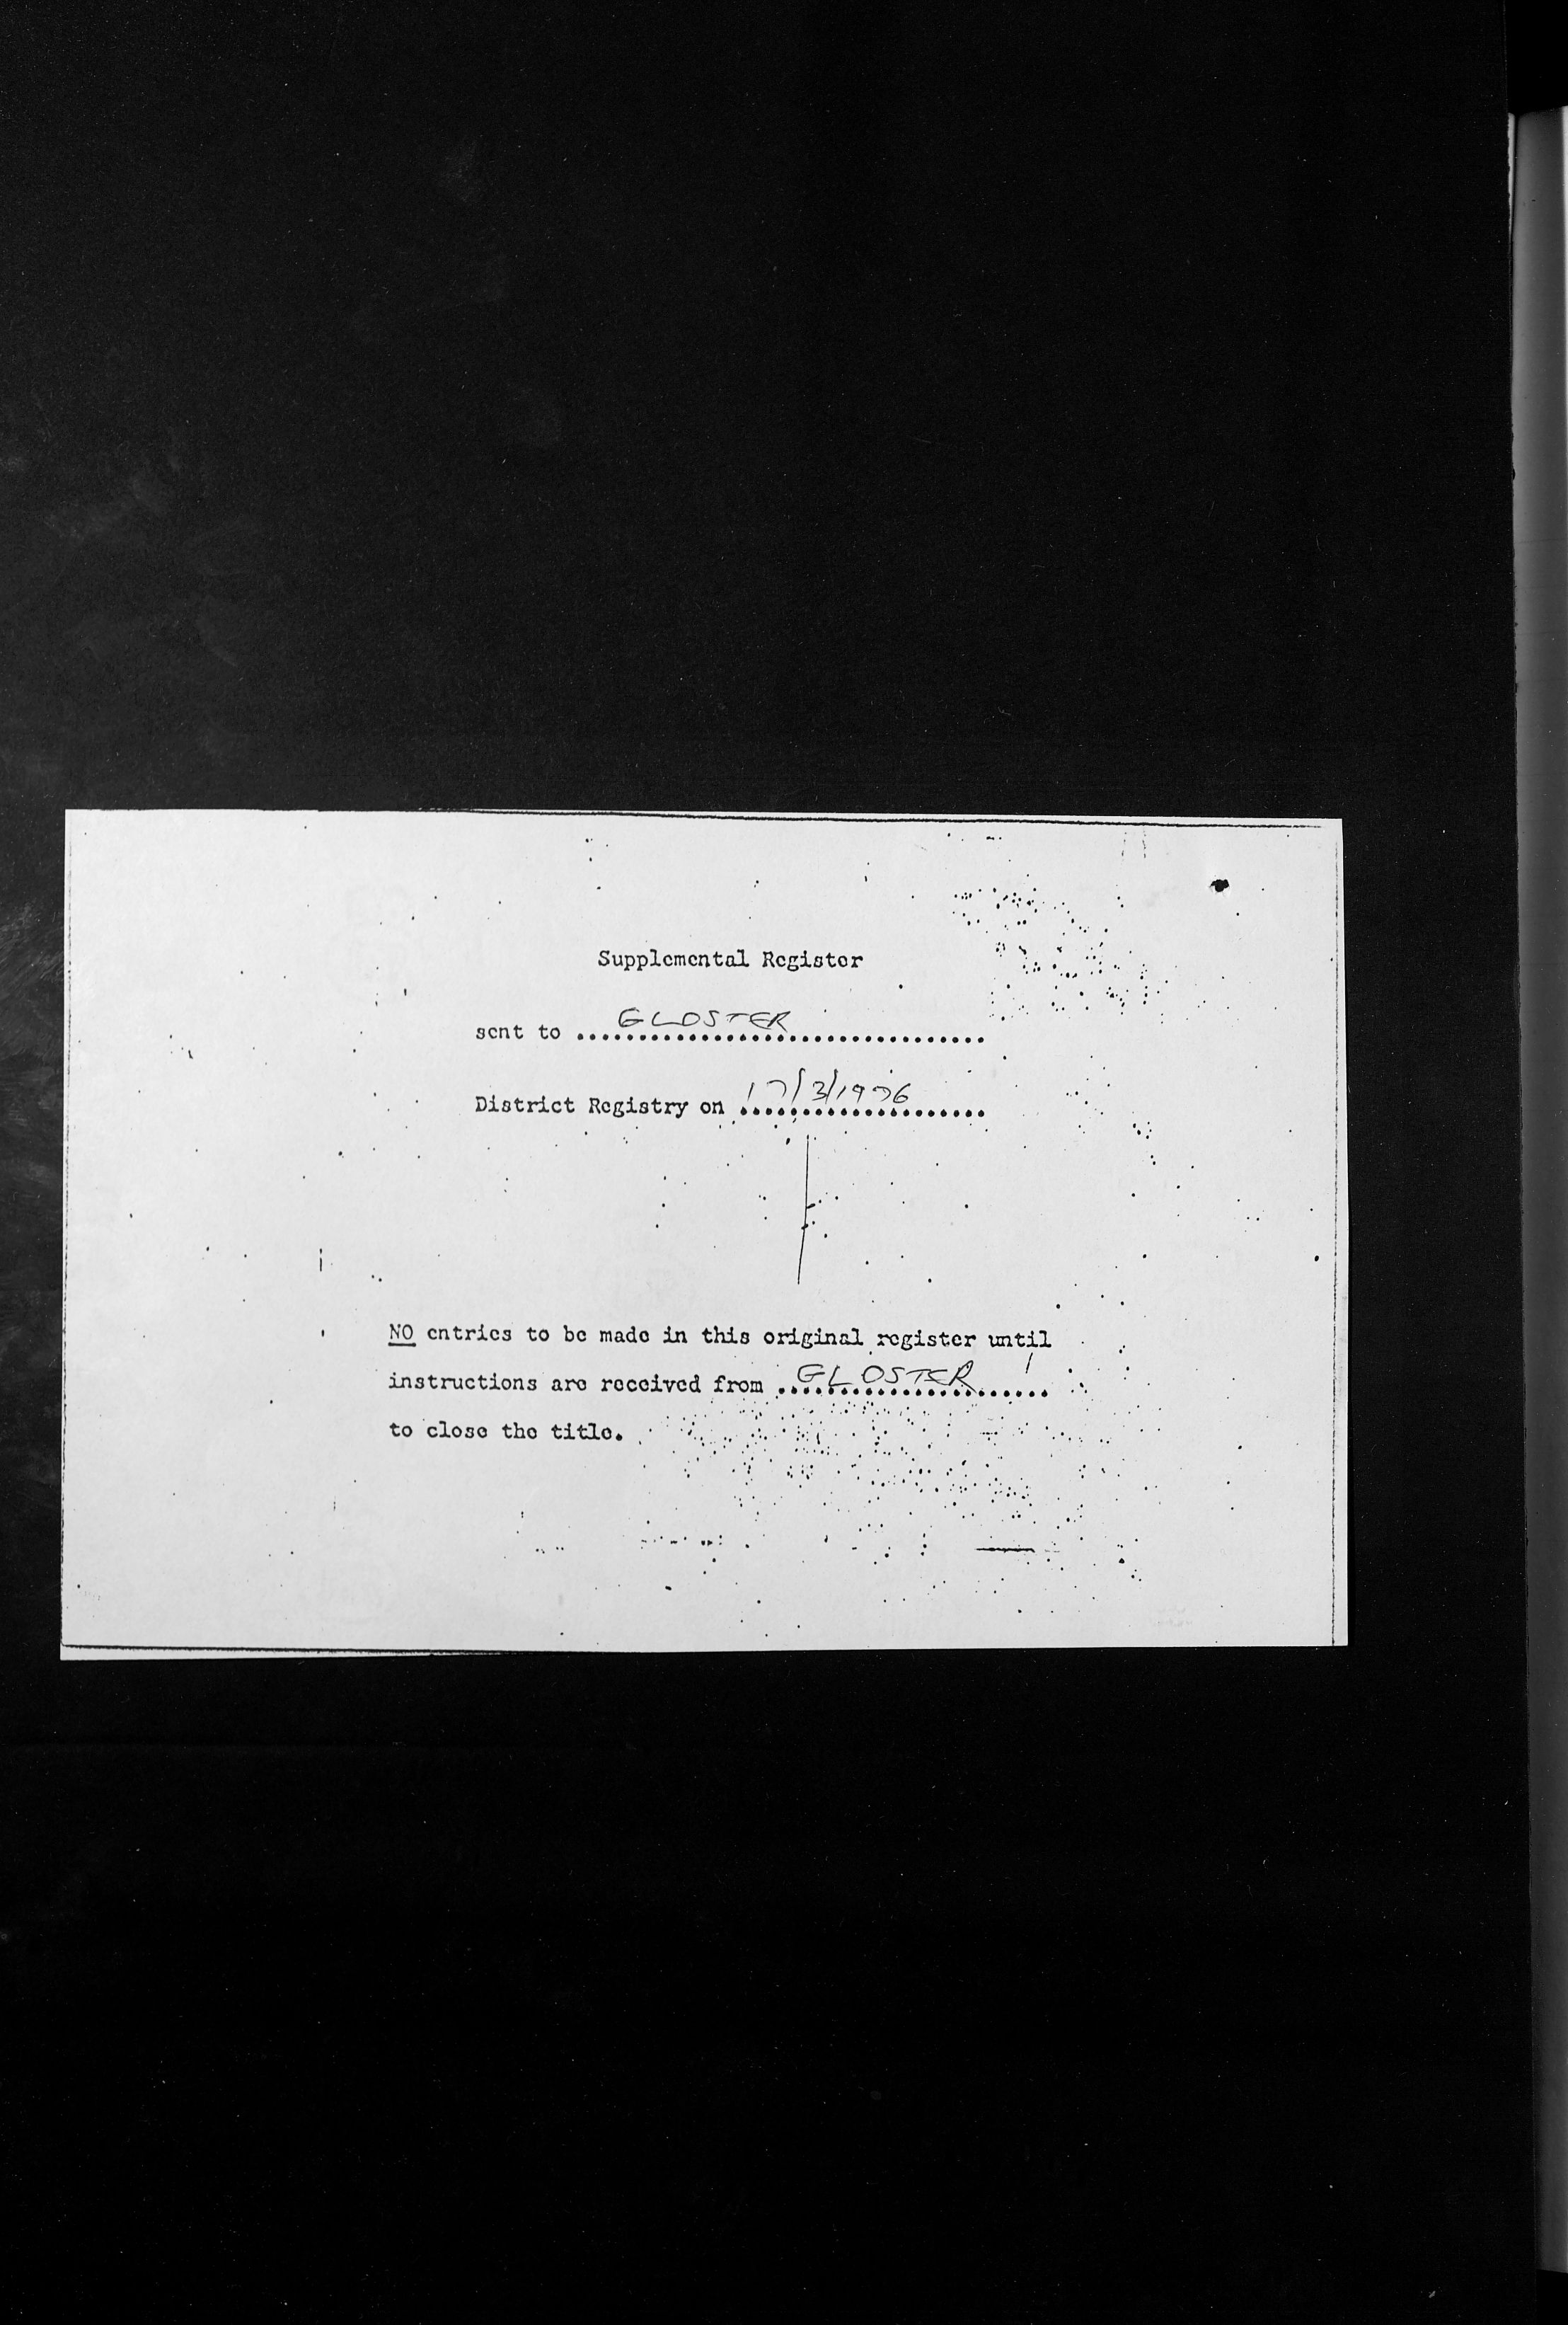 Supplemental Register
sent to GLOSTER
District Registry on 17/3/1976
NO entries to be made in this original register until
instructions are received from GLOSTER
to close the title.